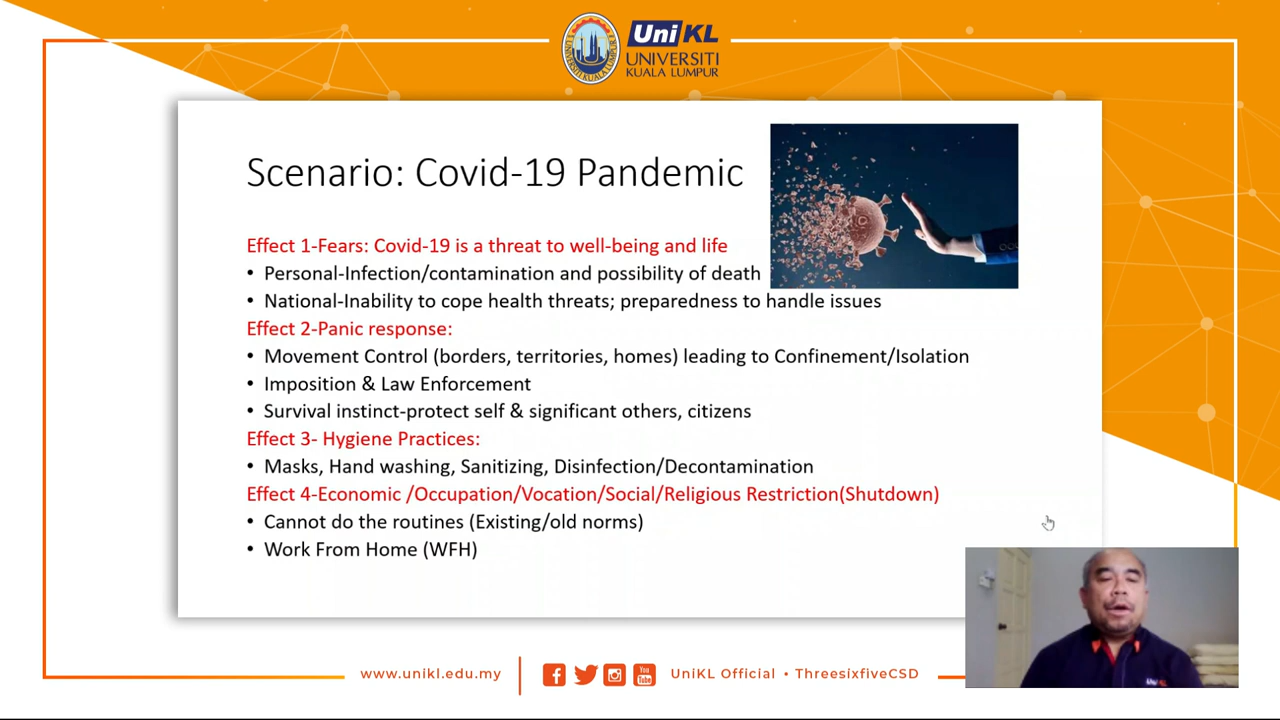 UniKL
UNIVERSITI
KUALA LUMPUR
Scenario: Covid-19 Pandemic
Effect 1-Fears: Covid-19 is a threat to well-being and life
• Personal-Infection/contamination and possibility of death
• National-Inability to cope health threats; preparedness to handle issues
Effect 2-Panic response:
• Movement Control (borders, territories, homes) leading to Confinement/Isolation
• Imposition & Law Enforcement
• Survival instinct-protect self & significant others, citizens
Effect 3- Hygiene Practices:
• Masks, Hand washing, Sanitizing, Disinfection/Decontamination
Effect 4-Economic /Occupation/Vocation/Social/Religious Restriction(Shutdown)
• Cannot do the routines (Existing/old norms)
• Work From Home (WFH)
www.unikl.edu.my
You
Tube
UniKL Official • ThreesixfiveCSD